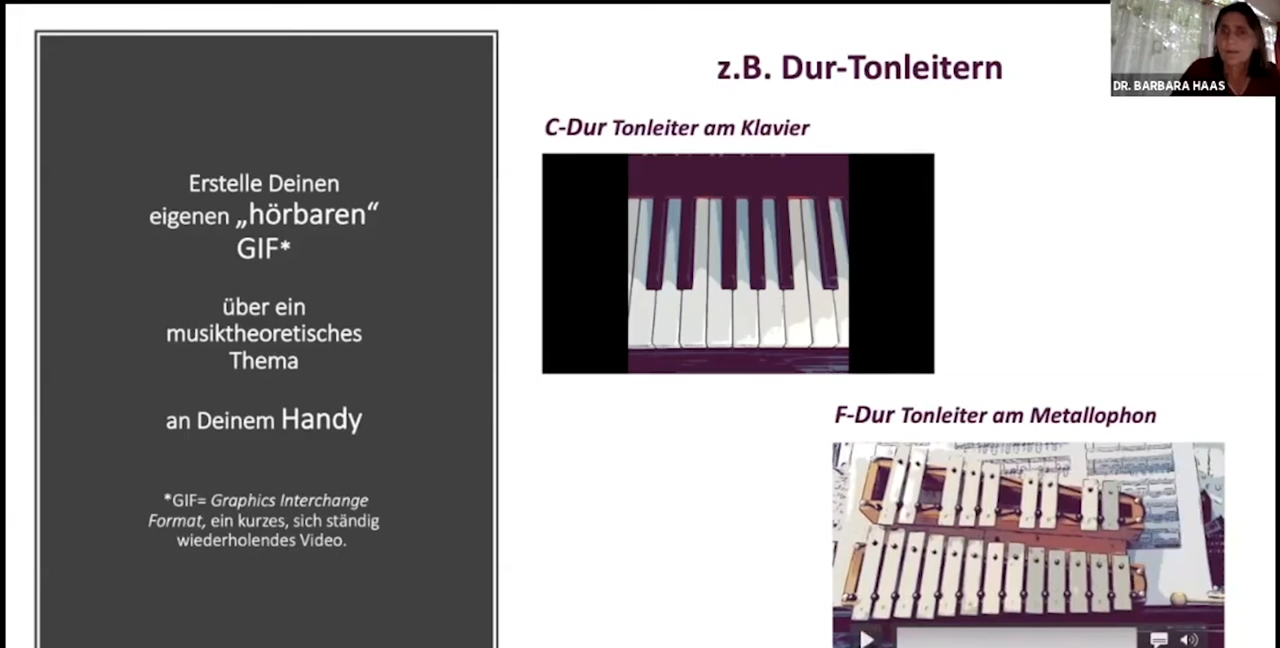 Erstelle Deinen
eigenen „hörbaren“
GIF*
über ein
musiktheoretisches
Thema
an Deinem Handy
*GIF= Graphics Interchange
Format, ein kurzes, sich ständig
wiederholendes Video.
z.B. Dur-Tonleitern
C-Dur Tonleiter am Klavier
F-Dur Tonleiter am Metallophon
DR. BARBARA HAAS